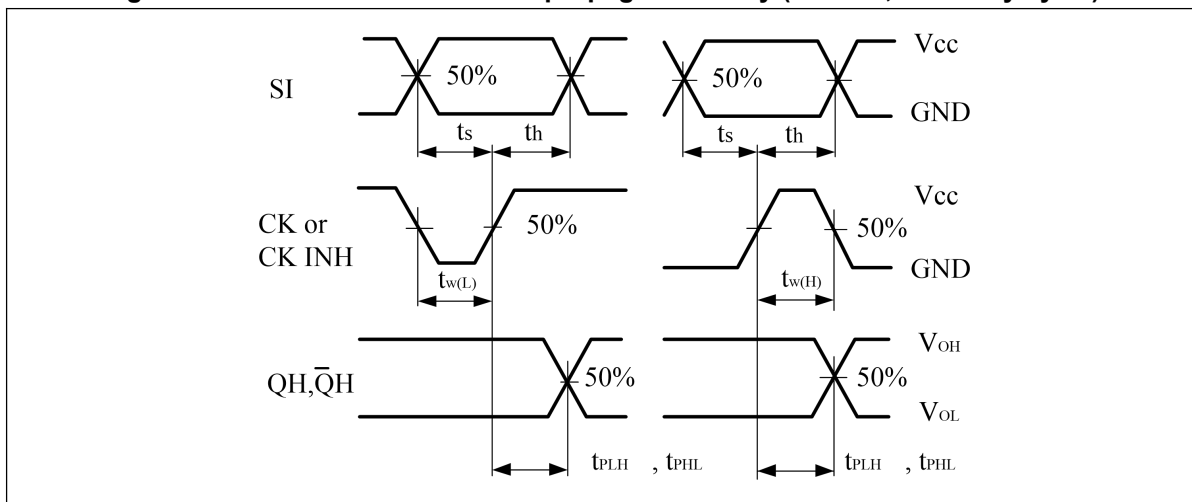 SI
50%
50%
Vcc
GND
ts
th
ts
th
CK or
CK INH
50%
50%
Vcc
GND
tw(L)
tw(H)
QH,Q̅H
50%
50%
VOH
VOL
tPLH , tPHL
tPLH , tPHL